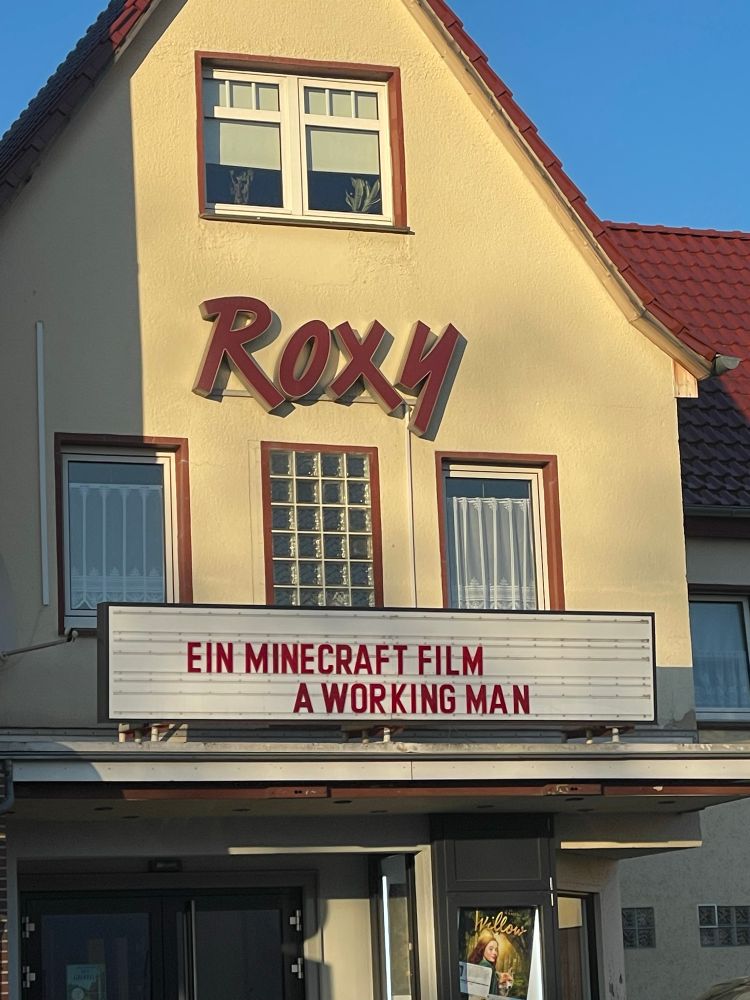 Roxy
EIN MINECRAFT FILM
A WORKING MAN
Willow